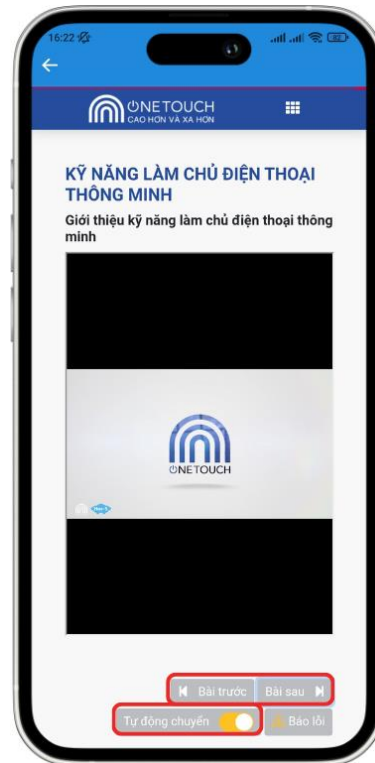 16:22
82
ONETOUCH
CAO HƠN VÀ XA HƠN
KỸ NĂNG LÀM CHỦ ĐIỆN THOẠI
THÔNG MINH
Giới thiệu kỹ năng làm chủ điện thoại thông
minh
ONETOUCH
Bài trước Bài sau
Tự động chuyển Báo lỗi